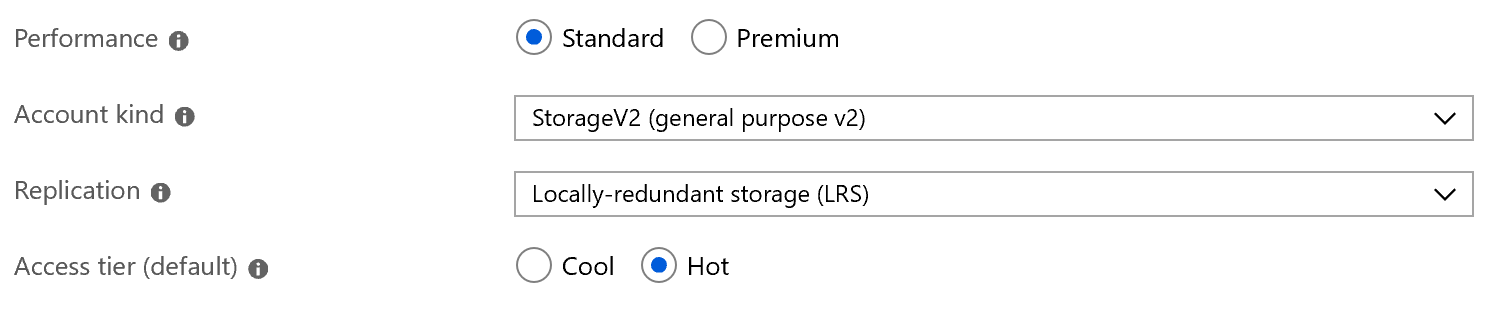 Performance Standard Premium
Account kind StorageV2 (general purpose v2)
Replication Locally-redundant storage (LRS)
Access tier (default) Cool Hot